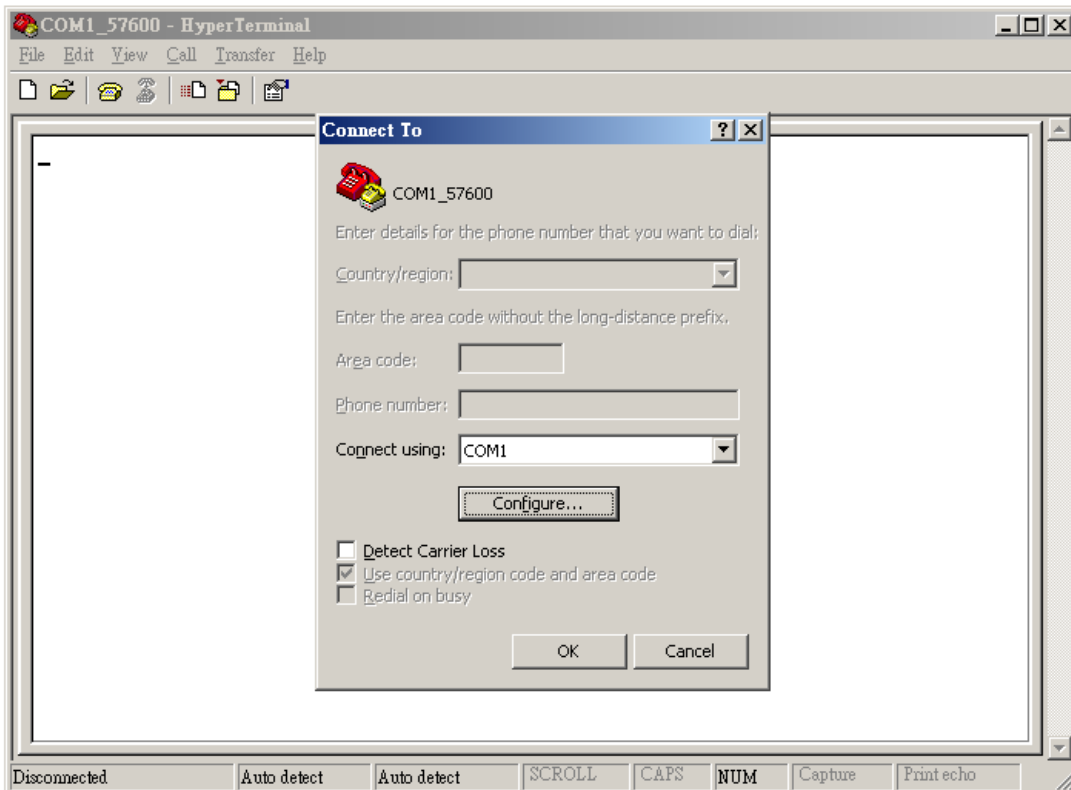 COM1_57600 - HyperTerminal
File Edit View Call Transfer Help
Connect To
COM1_57600
Enter details for the phone number that you want to dial:
Country/region:
Enter the area code without the long-distance prefix.
Area code:
Phone number:
Connect using: COM1
Configure...
Detect Carrier Loss
Use country/region code and area code
Redial on busy
OK Cancel
Disconnected Auto detect Auto detect SCROLL CAPS NUM Capture Print echo